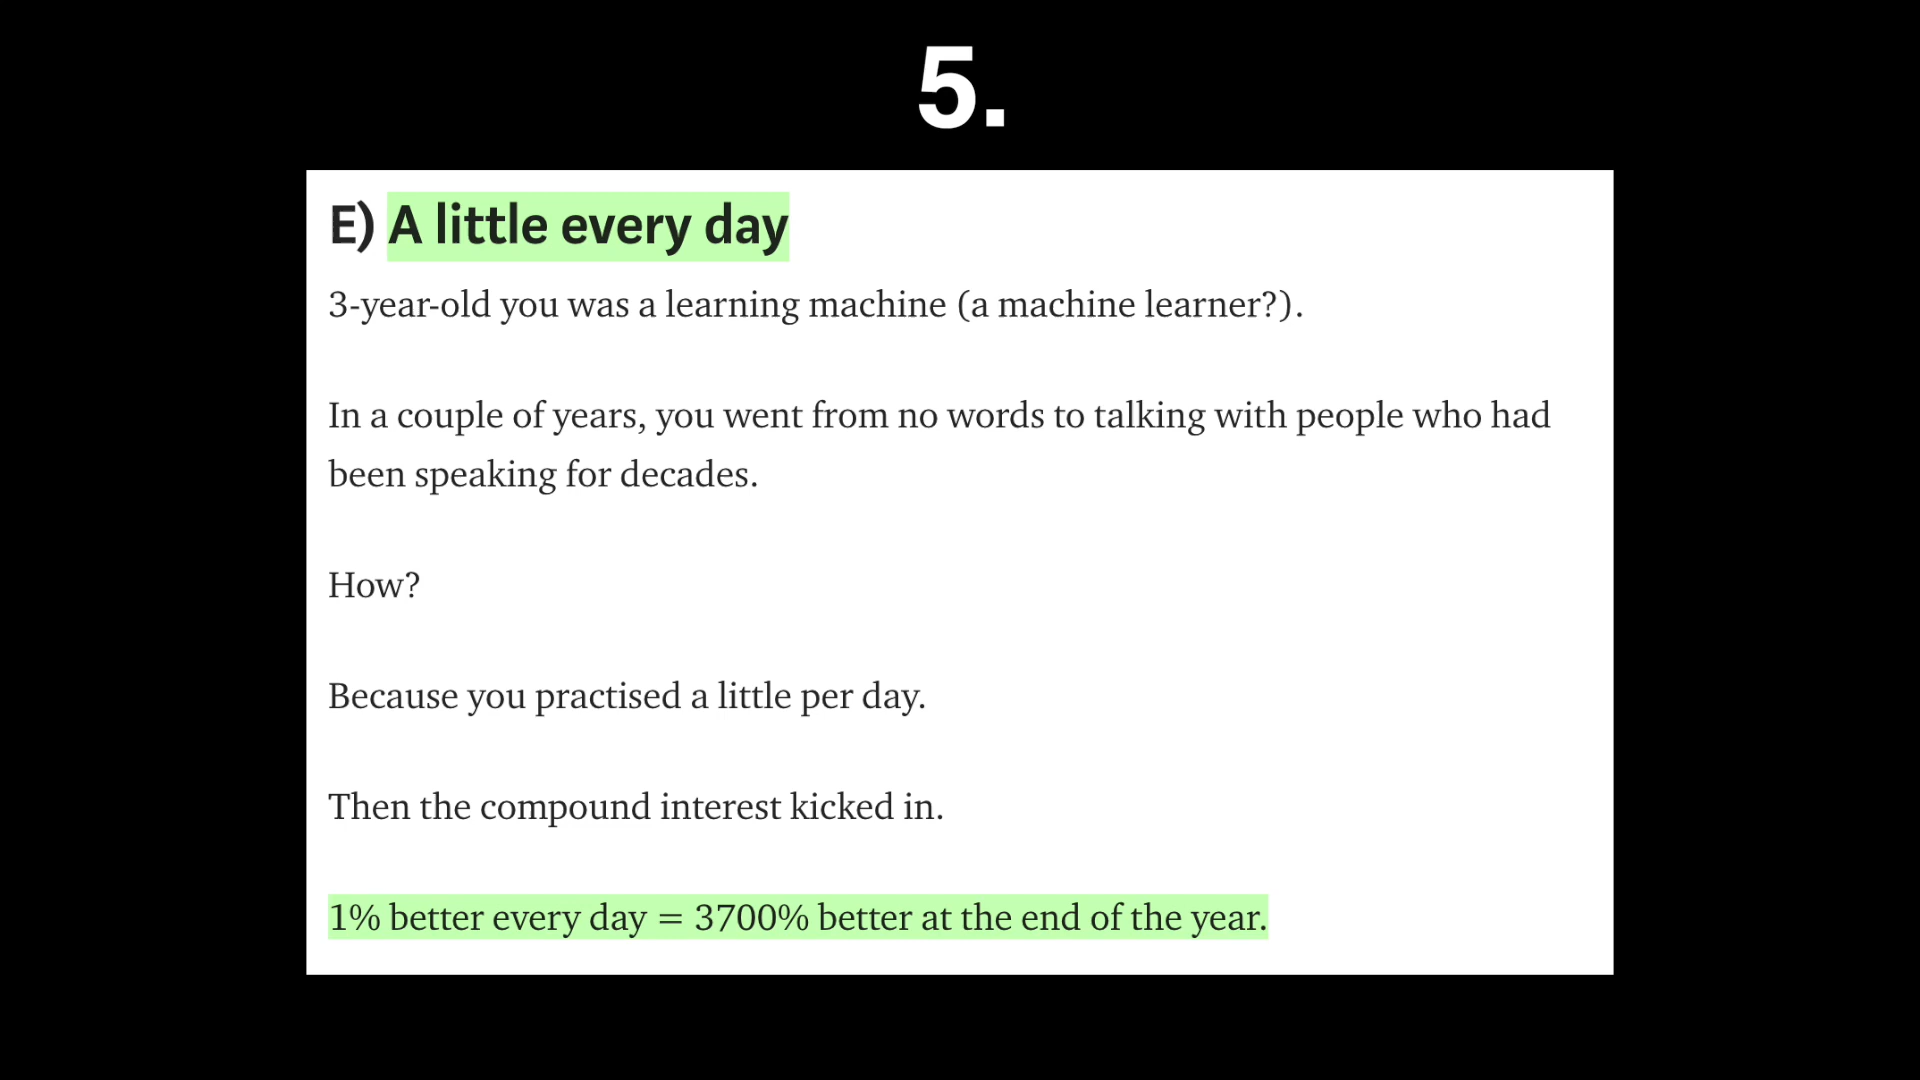 5.
E) A little every day
3-year-old you was a learning machine (a machine learner?).
In a couple of years, you went from no words to talking with people who had
been speaking for decades.
How?
Because you practised a little per day.
Then the compound interest kicked in.
1% better every day = 3700% better at the end of the year.